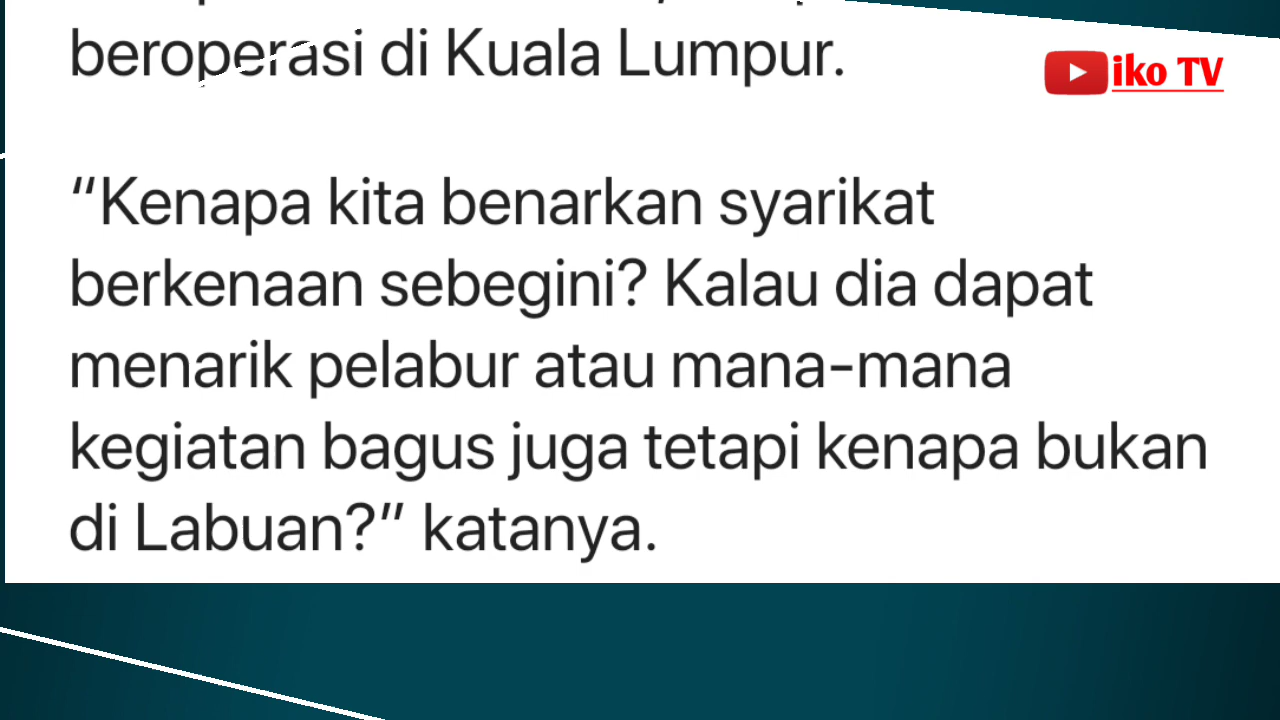 beroperasi di Kuala Lumpur.
iko TV
“Kenapa kita benarkan syarikat
berkenaan sebegini? Kalau dia dapat
menarik pelabur atau mana-mana
kegiatan bagus juga tetapi kenapa bukan
di Labuan?” katanya.